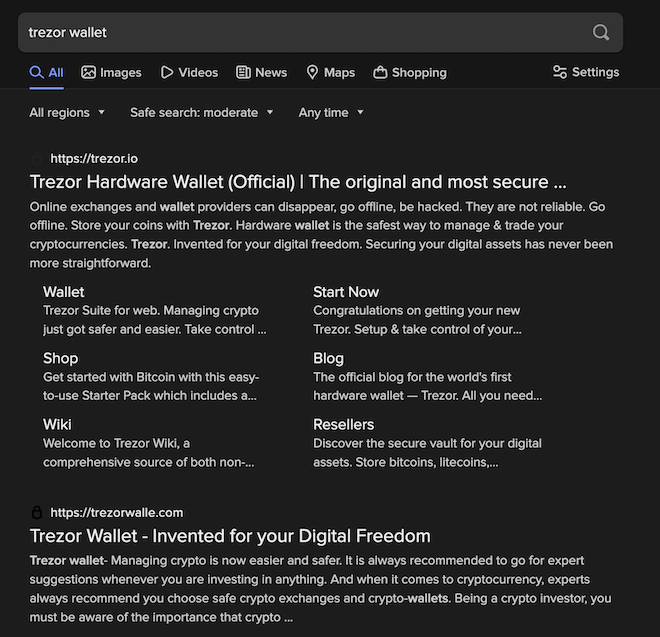 trezor wallet
All Images Videos News Maps Shopping Settings
All regions Safe search: moderate Any time
https://trezor.io
Trezor Hardware Wallet (Official) | The original and most secure ...
Online exchanges and wallet providers can disappear, go offline, be hacked. They are not reliable. Go
offline. Store your coins with Trezor. Hardware wallet is the safest way to manage & trade your
cryptocurrencies. Trezor. Invented for your digital freedom. Securing your digital assets has never been
more straightforward.
Wallet
Trezor Suite for web. Managing crypto
just got safer and easier. Take control ...
Start Now
Congratulations on getting your new
Trezor. Setup & take control of your...
Shop
Get started with Bitcoin with this easy-
to-use Starter Pack which includes a...
Blog
The official blog for the world's first
hardware wallet — Trezor. All you need...
Wiki
Welcome to Trezor Wiki, a
comprehensive source of both non-...
Resellers
Discover the secure vault for your digital
assets. Store bitcoins, litecoins,...
https://trezorwalle.com
Trezor Wallet - Invented for your Digital Freedom
Trezor wallet- Managing crypto is now easier and safer. It is always recommended to go for expert
suggestions whenever you are investing in anything. And when it comes to cryptocurrency, experts
always recommend you choose safe crypto exchanges and crypto-wallets. Being a crypto investor, you
must be aware of the importance that crypto ...